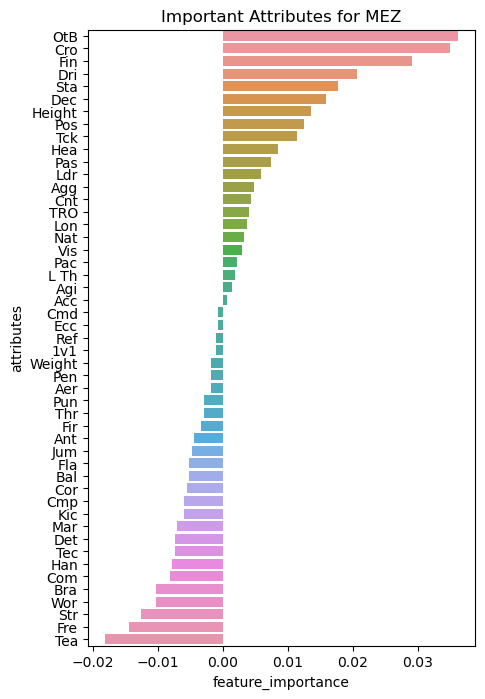 Important Attributes for MEZ
OtB
Cro
Fin
Dri
Sta
Dec
Height
Pos
Tck
Hea
Pas
Ldr
Agg
Cnt
TRO
Lon
Nat
Vis
Pac
L Th
Agi
Acc
Cmd
Ecc
Ref
1v1
Weight
Pen
Aer
Pun
Thr
Fir
Ant
Jum
Fla
Bal
Cor
Cmp
Kic
Mar
Det
Tec
Han
Com
Bra
Wor
Str
Fre
Tea
attributes
−0.02 −0.01 0.00 0.01 0.02 0.03
feature_importance